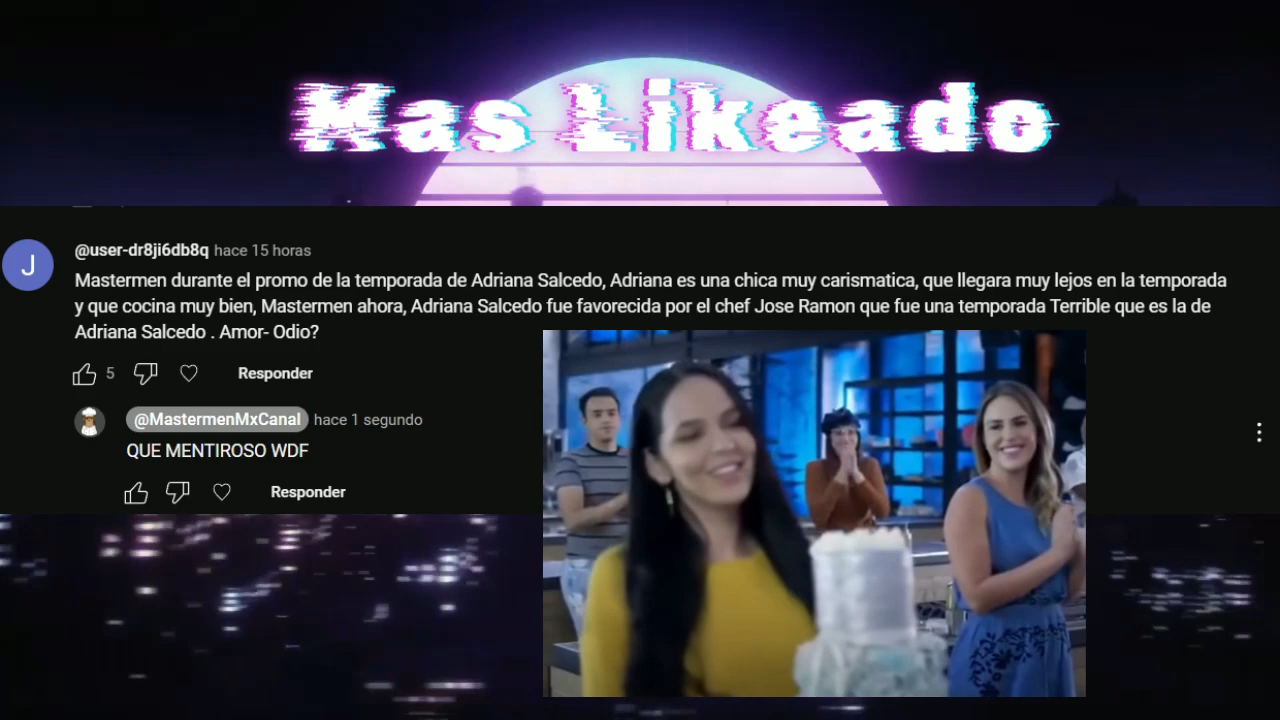 Mas Likeado
J
@user-dr8ji6db8q hace 15 horas
Mastermen durante el promo de la temporada de Adriana Salcedo, Adriana es una chica muy carismatica, que llegara muy lejos en la temporada
y que cocina muy bien, Mastermen ahora, Adriana Salcedo fue favorecida por el chef Jose Ramon que fue una temporada Terrible que es la de
Adriana Salcedo . Amor- Odio?
5 Responder
@MastermenMxCanal hace 1 segundo
QUE MENTIROSO WDF
Responder